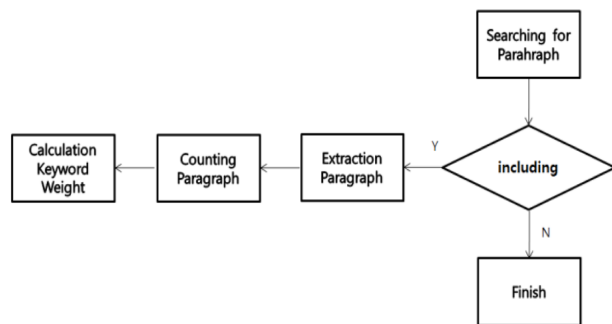 Searching for
Parahraph
including
Y
N
Extraction
Paragraph
Counting
Paragraph
Calculation
Keyword
Weight
Finish